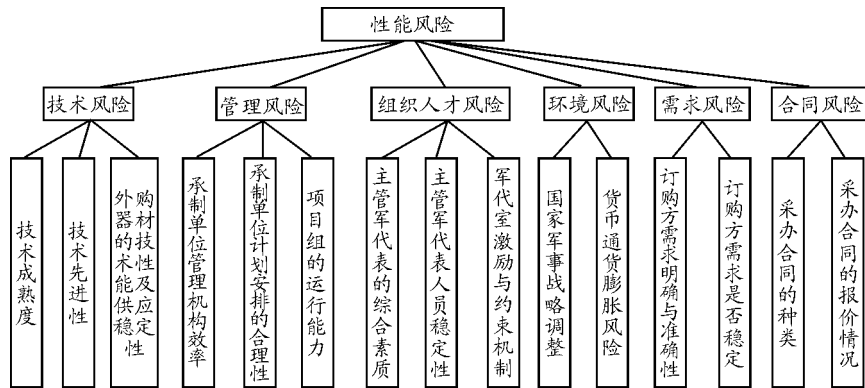 性能风险
技术风险
管理风险
组织人才风险
环境风险
需求风险
合同风险
技术成熟度
技术先进性
外购器材的技术性能及供应稳定性
承制单位管理机构效率
承制单位计划安排的合理性
项目组的运行能力
主管军代表的综合素质
主管军代表人员稳定性
军代室激励与约束机制
国家军事战略调整
货币通货膨胀风险
订购方需求明确与准确性
订购方需求是否稳定
采办合同的种类
采办合同的报价情况